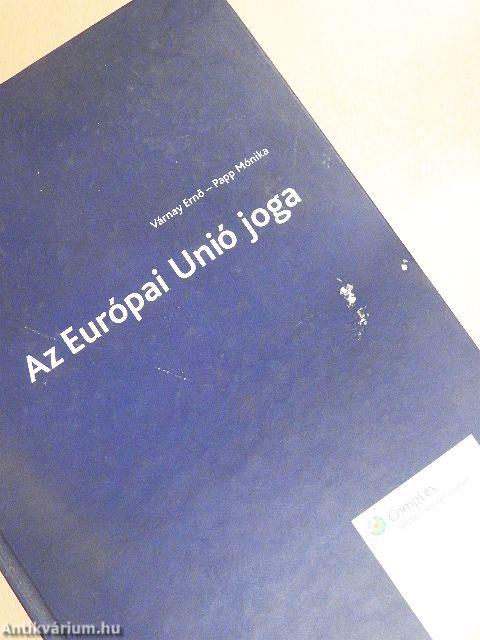 Várnay Ernő – Papp Mónika
Az Európai Unió joga
CompLex
Antikvárium.hu